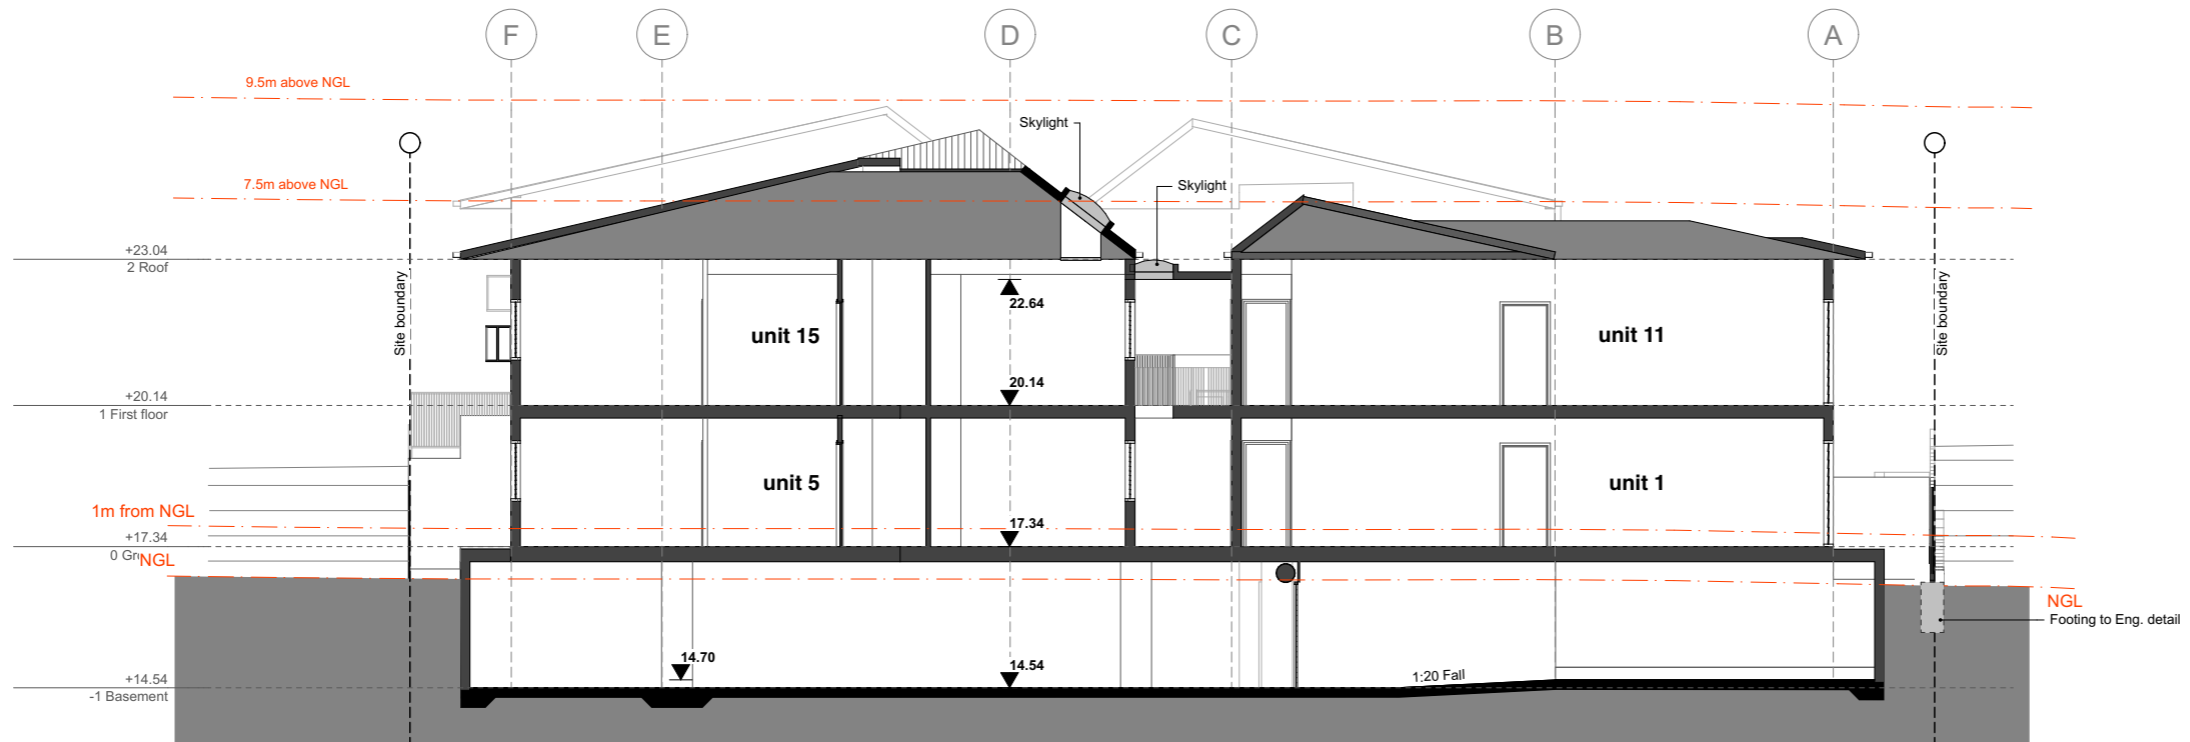 F
E
D
C
B
A
9.5m above NGL
Skylight
7.5m above NGL
Skylight
+23.04
2 Roof
Site boundary
Site boundary
22.64
unit 15
unit 11
20.14
+20.14
1 First floor
unit 5
unit 1
1m from NGL
17.34
+17.34
0 Gr
NGL
NGL
Footing to Eng. detail
14.70
14.54
1:20 Fall
+14.54
-1 Basement